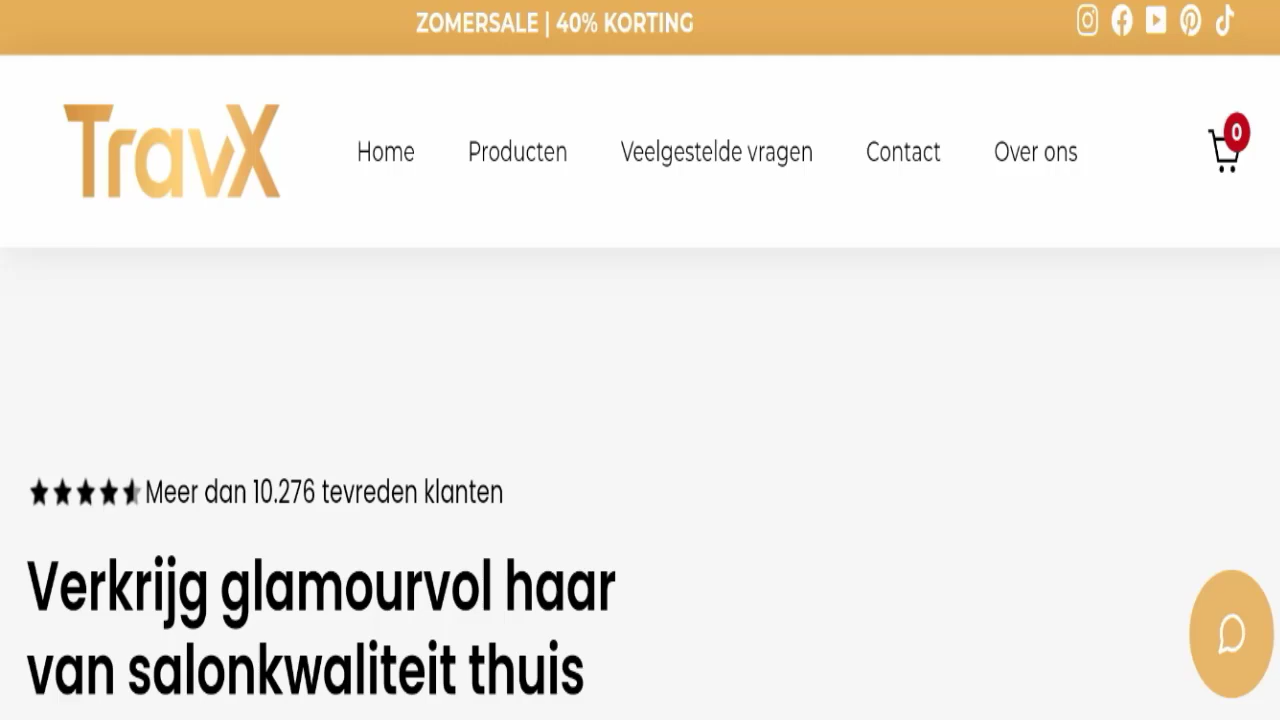 ZOMERSALE | 40% KORTING
TravX
Home Producten Veelgestelde vragen Contact Over ons
0
Meer dan 10.276 tevreden klanten
Verkrijg glamourvol haar
van salonkwaliteit thuis